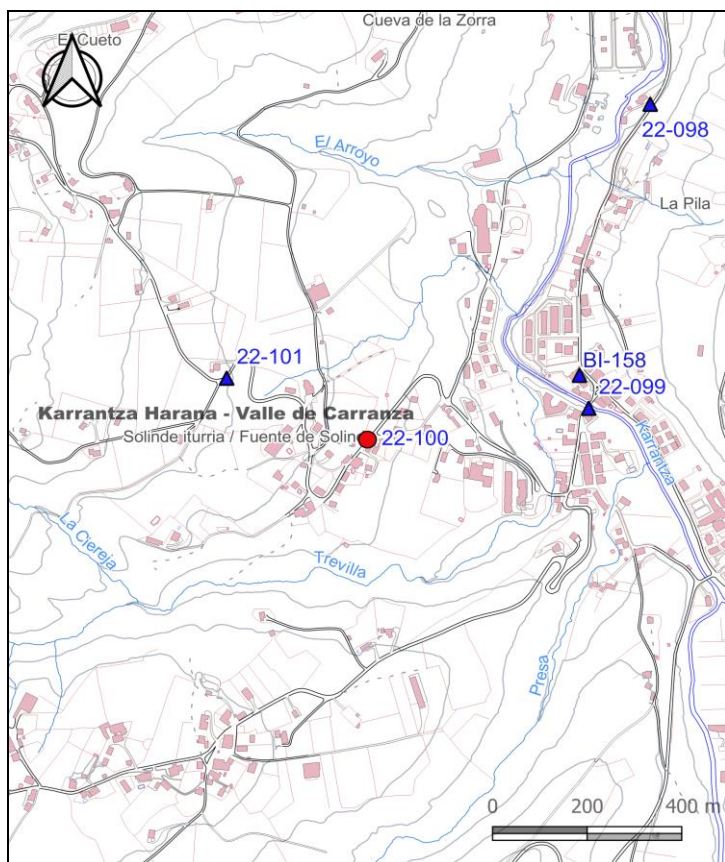 Cueva de la Zorra
El Cueto
22-098
El Arroyo
La Pila
22-101
BI-158
22-099
Karrantza Harana - Valle de Carranza
Solinde iturria / Fuente de Solin
22-100
Karrantza
La Ciereja
Trevilla
Presa
0 200 400 m